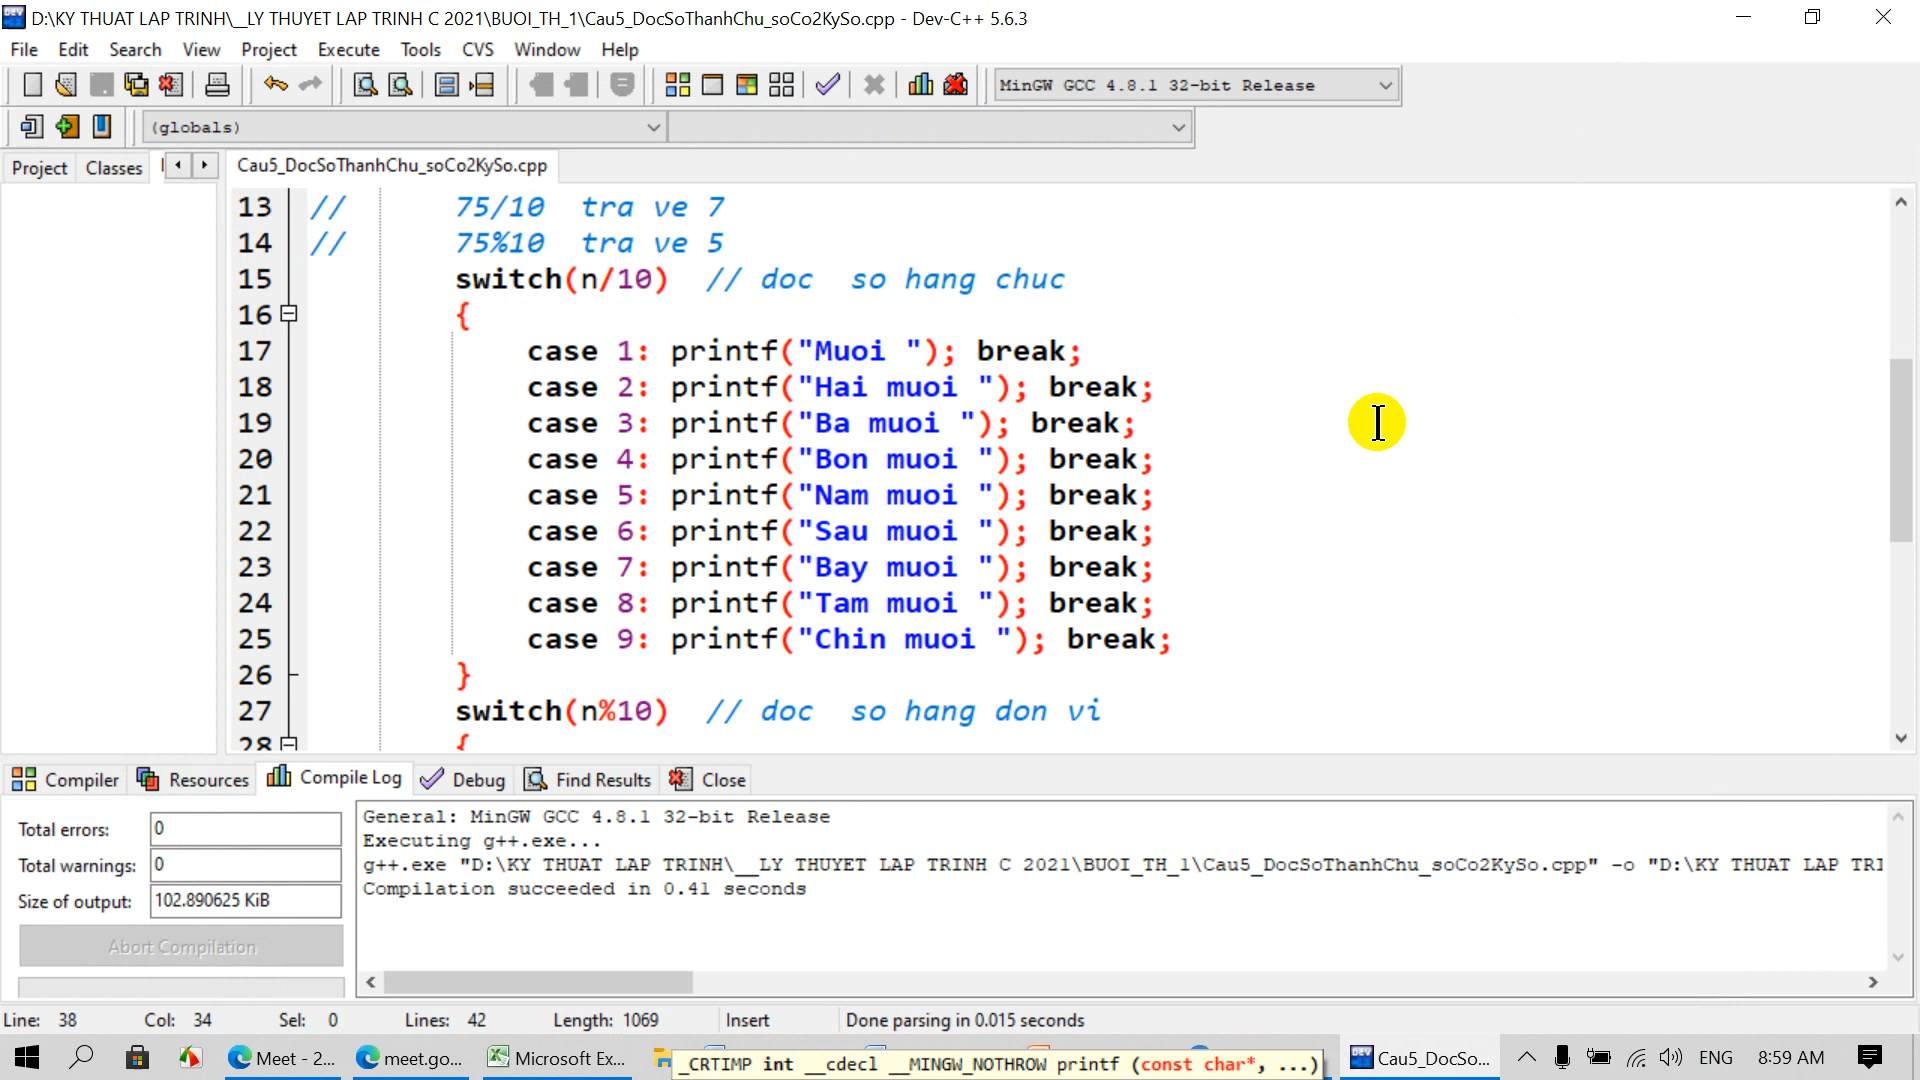 D:\KY THUAT LAP TRINH\__LY THUYET LAP TRINH C 2021\BUOI_TH_1\Cau5_DocSoThanhChu_soCo2KySo.cpp - Dev-C++ 5.6.3
File Edit Search View Project Execute Tools CVS Window Help
MinGW GCC 4.8.1 32-bit Release
(globals)
Project Classes
Cau5_DocSoThanhChu_soCo2KySo.cpp
13 // 75/10 tra ve 7
14 // 75%10 tra ve 5
15 switch(n/10) // doc so hang chuc
16 {
17 case 1: printf("Muoi "); break;
18 case 2: printf("Hai muoi "); break;
19 case 3: printf("Ba muoi "); break;
20 case 4: printf("Bon muoi "); break;
21 case 5: printf("Nam muoi "); break;
22 case 6: printf("Sau muoi "); break;
23 case 7: printf("Bay muoi "); break;
24 case 8: printf("Tam muoi "); break;
25 case 9: printf("Chin muoi "); break;
26 }
27 switch(n%10) // doc so hang don vi
28 {
Compiler Resources Compile Log Debug Find Results Close
Total errors: 0
Total warnings: 0
Size of output: 102.890625 KiB
Abort Compilation
General: MinGW GCC 4.8.1 32-bit Release
Executing g++.exe...
g++.exe "D:\KY THUAT LAP TRINH\__LY THUYET LAP TRINH C 2021\BUOI_TH_1\Cau5_DocSoThanhChu_soCo2KySo.cpp" -o "D:\KY THUAT LAP TRI
Compilation succeeded in 0.41 seconds
Line: 38 Col: 34 Sel: 0 Lines: 42 Length: 1069 Insert Done parsing in 0.015 seconds
Meet - 2... meet.go... Microsoft Ex... _CRTIMP int __cdecl __MINGW_NOTHROW printf (const char*, ...) Cau5_DocSo... ENG 8:59 AM